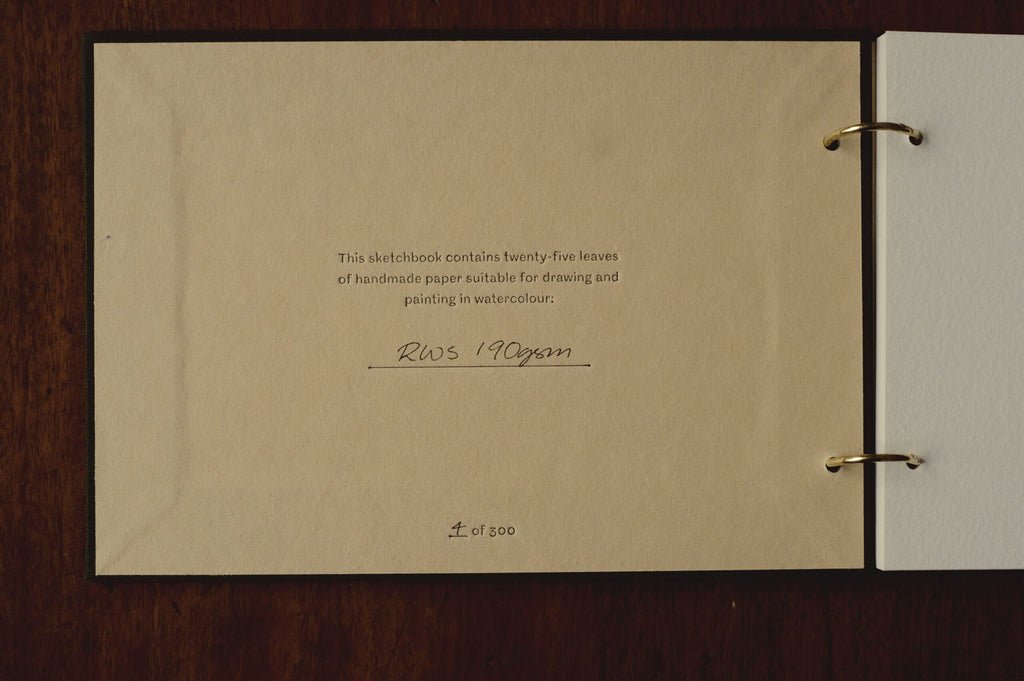 This sketchbook contains twenty-five leaves
of handmade paper suitable for drawing and
painting in watercolour:
RWS 190gsm
4 of 300